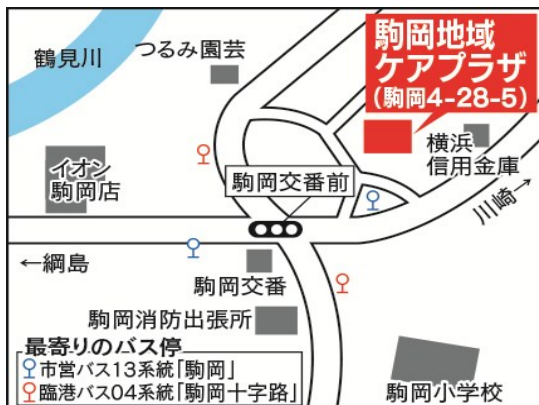 鶴見川
つるみ園芸
駒岡地域
ケアプラザ
(駒岡4-28-5)
イオン
駒岡店
駒岡交番前
横浜
信用金庫
川崎→
←綱島
駒岡交番
駒岡消防出張所
最寄りのバス停
市営バス13系統「駒岡」
臨港バス04系統「駒岡十字路」
駒岡小学校